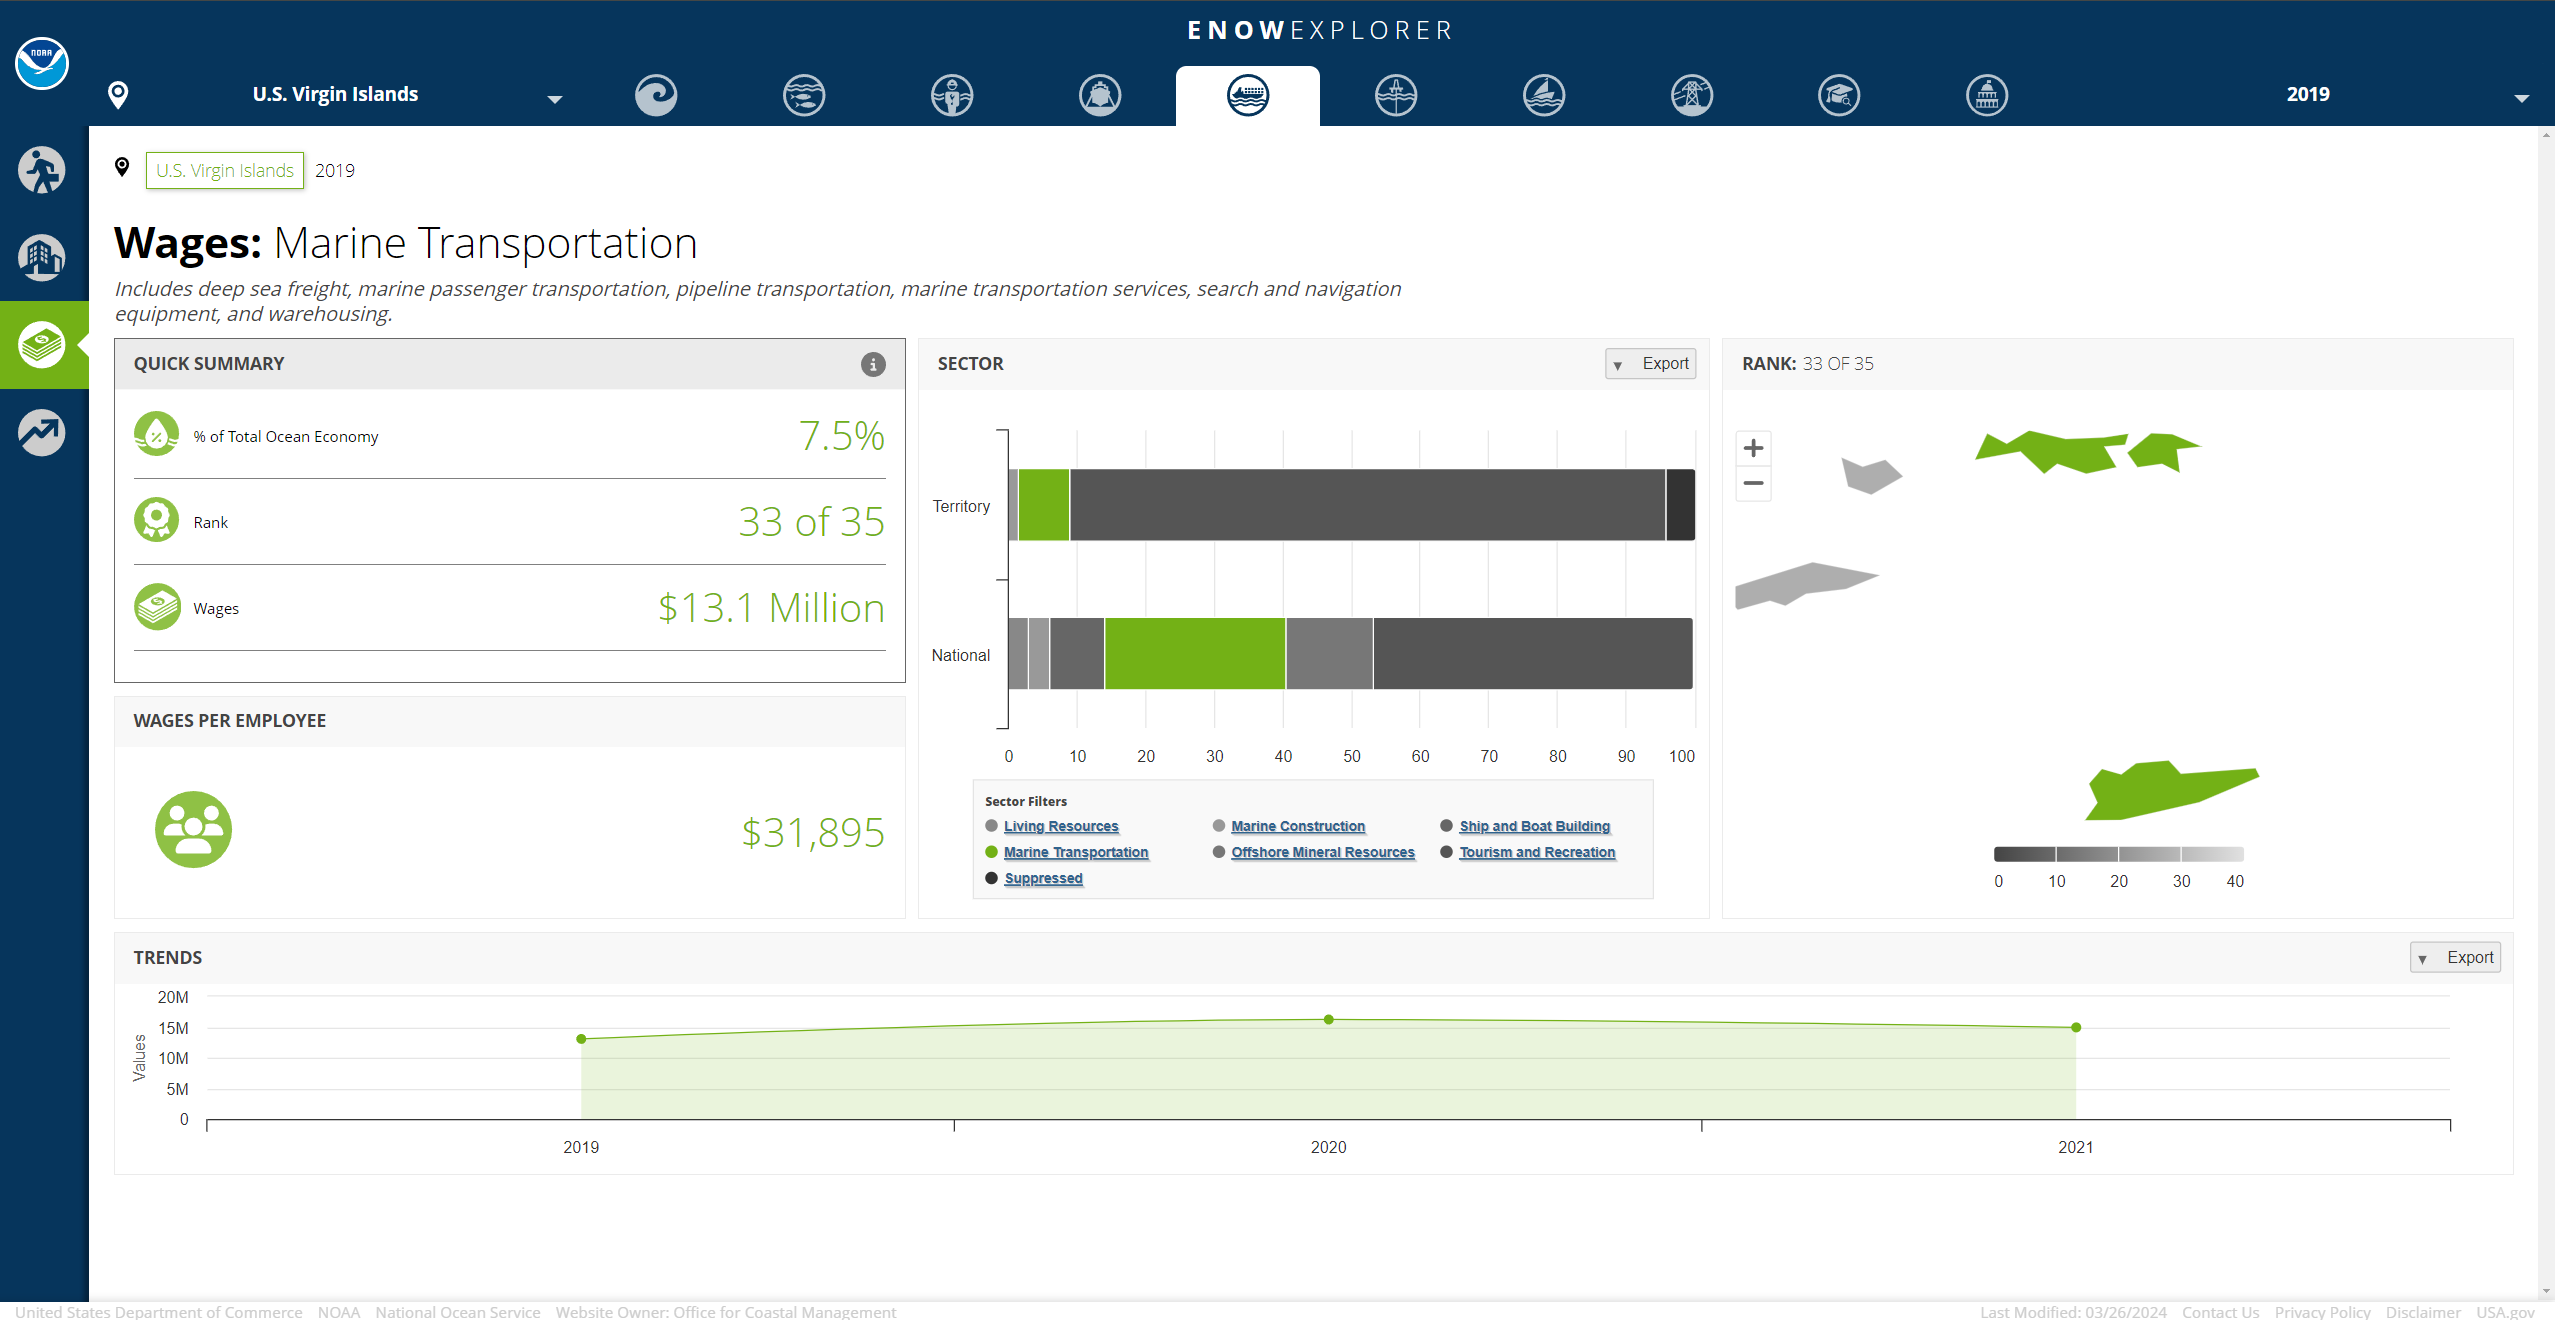 ENOWEXPLORER
NOAA
U.S. Virgin Islands
2019
U.S. Virgin Islands 2019
Wages: Marine Transportation
Includes deep sea freight, marine passenger transportation, pipeline transportation, marine transportation services, search and navigation
equipment, and warehousing.
QUICK SUMMARY
% of Total Ocean Economy 7.5%
Rank 33 of 35
Wages $13.1 Million
WAGES PER EMPLOYEE
$31,895
SECTOR
Export
Territory
National
0 10 20 30 40 50 60 70 80 90 100
Sector Filters
Living Resources Marine Construction Ship and Boat Building
Marine Transportation Offshore Mineral Resources Tourism and Recreation
Suppressed
RANK: 33 OF 35
+
−
0 10 20 30 40
TRENDS
Export
Values
20M
15M
10M
5M
0
2019 2020 2021
United States Department of Commerce NOAA National Ocean Service Website Owner: Office for Coastal Management
Last Modified: 03/26/2024 Contact Us Privacy Policy Disclaimer USA.gov